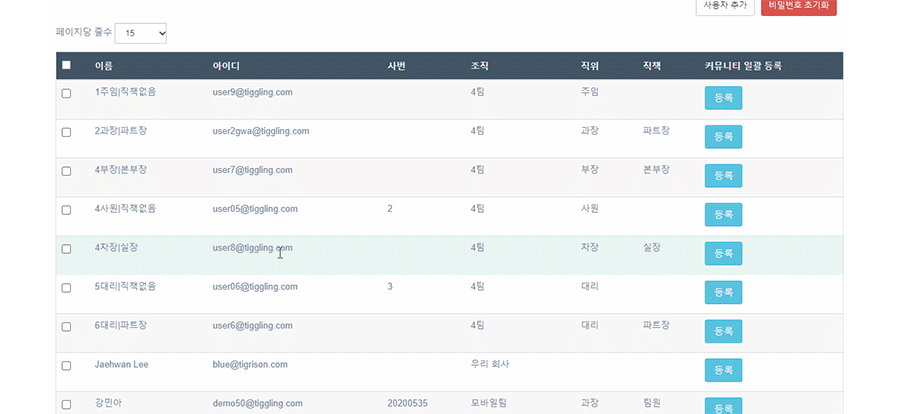 사용자 추가 비밀번호 초기화
페이지당 줄수 15
이름 아이디 사번 조직 직위 직책 커뮤니티 일괄 등록
1주임|직책없음 user9@tiggling.com 4팀 주임 등록
2과장|파트장 user2gwa@tiggling.com 4팀 과장 파트장 등록
4부장|본부장 user7@tiggling.com 4팀 부장 본부장 등록
4사원|직책없음 user05@tiggling.com 2 4팀 사원 등록
4차장|실장 user8@tiggling.com 4팀 차장 실장 등록
5대리|직책없음 user06@tiggling.com 3 4팀 대리 등록
6대리|파트장 user6@tiggling.com 4팀 대리 파트장 등록
Jaehwan Lee blue@tigrison.com 우리 회사 등록
강민아 demo50@tiggling.com 20200535 모바일팀 과장 팀원 등록